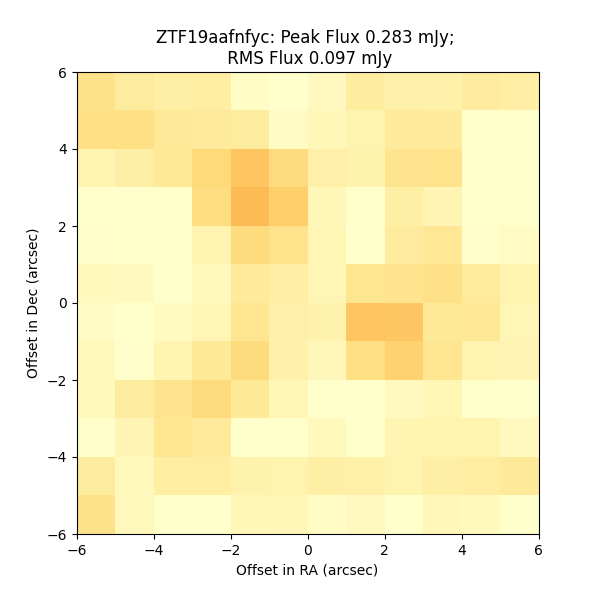 ZTF19aafnfyc: Peak Flux 0.283 mJy;
RMS Flux 0.097 mJy
6
4
2
0
−2
−4
−6
Offset in Dec (arcsec)
−6 −4 −2 0 2 4 6
Offset in RA (arcsec)